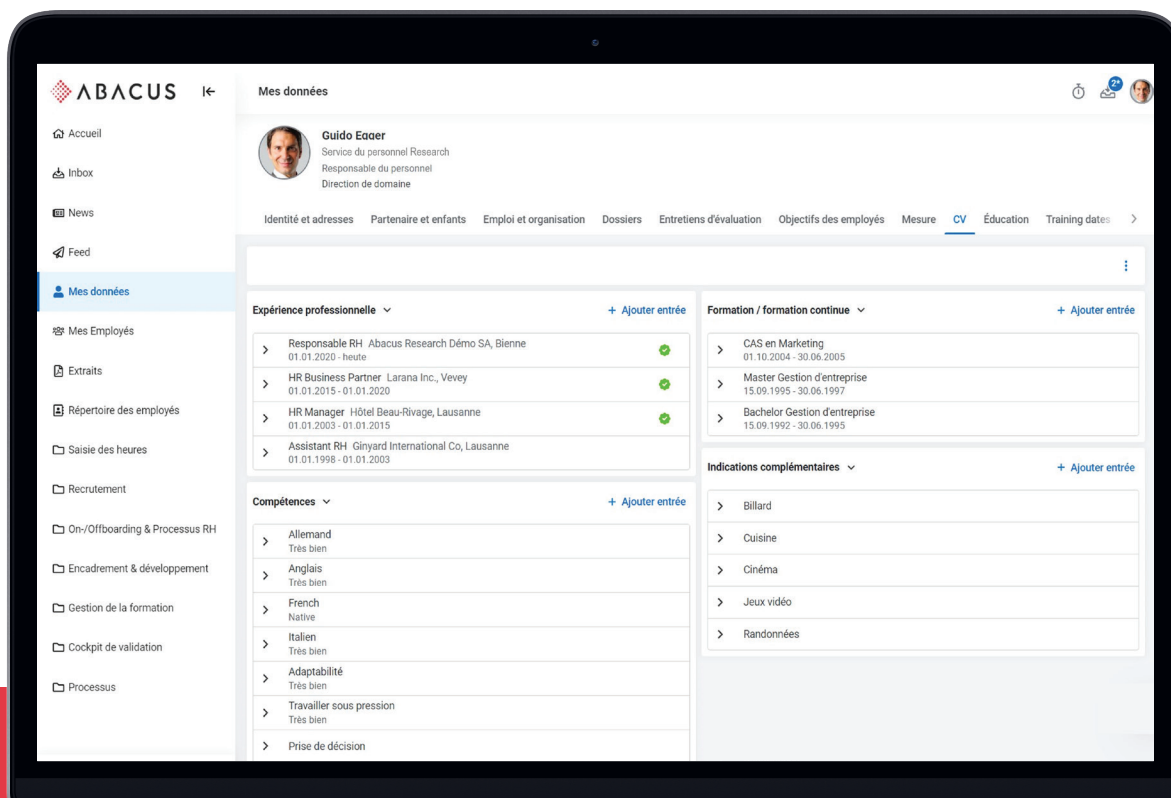 ABACUS
Accueil
Inbox
News
Feed
Mes données
Mes Employés
Extraits
Répertoire des employés
Saisie des heures
Recrutement
On-/Offboarding & Processus RH
Encadrement & développement
Gestion de la formation
Cockpit de validation
Processus
Mes données
2+
Guido Egger
Service du personnel Research
Responsable du personnel
Direction de domaine
Identité et adresses Partenaire et enfants Emploi et organisation Dossiers Entretiens d'évaluation Objectifs des employés Mesure CV Éducation Training dates
Expérience professionnelle + Ajouter entrée
Responsable RH Abacus Research Démo SA, Bienne
01.01.2020 - heute
HR Business Partner Larana Inc., Vevey
01.01.2015 - 01.01.2020
HR Manager Hôtel Beau-Rivage, Lausanne
01.01.2003 - 01.01.2015
Assistant RH Ginyard International Co, Lausanne
01.01.1998 - 01.01.2003
Compétences + Ajouter entrée
Allemand
Très bien
Anglais
Très bien
French
Native
Italien
Très bien
Adaptabilité
Très bien
Travailler sous pression
Très bien
Prise de décision
Formation / formation continue + Ajouter entrée
CAS en Marketing
01.10.2004 - 30.06.2005
Master Gestion d'entreprise
15.09.1995 - 30.06.1997
Bachelor Gestion d'entreprise
15.09.1992 - 30.06.1995
Indications complémentaires + Ajouter entrée
Billard
Cuisine
Cinéma
Jeux vidéo
Randonnées